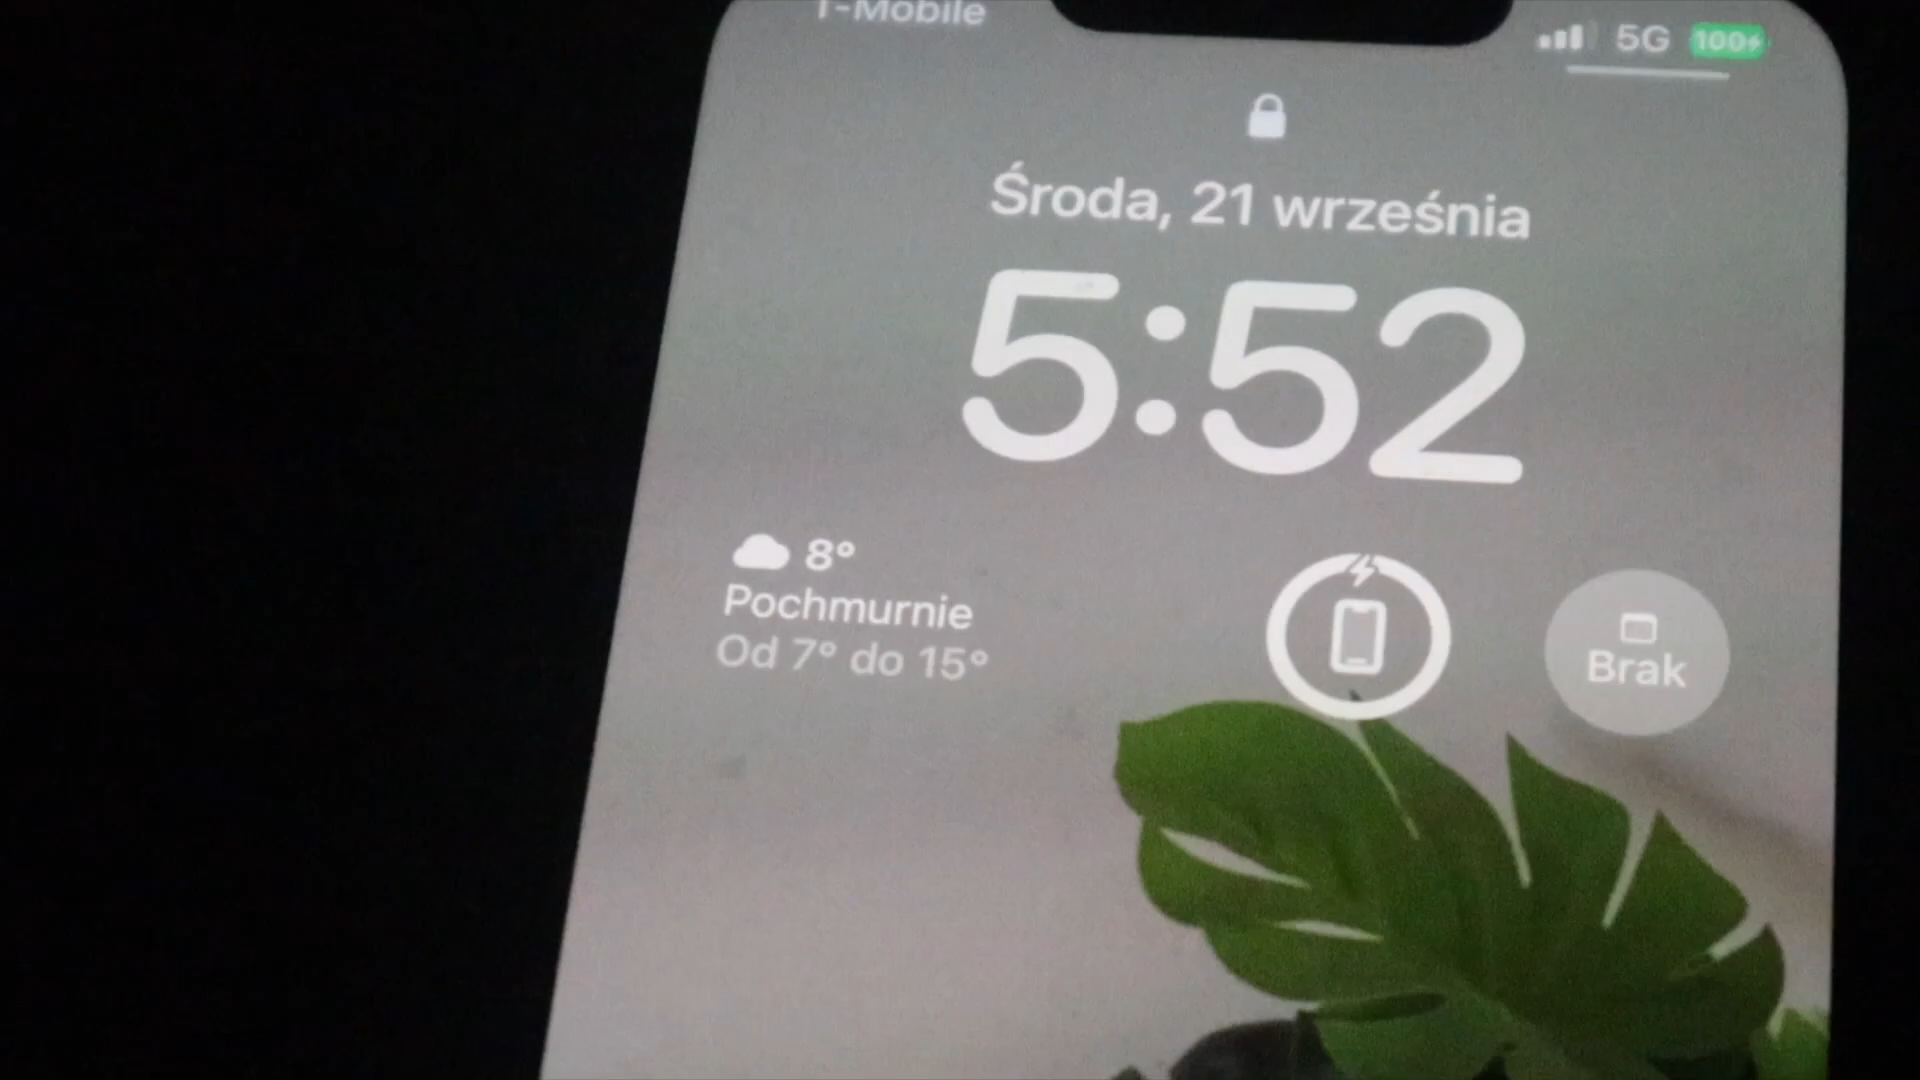 T-Mobile
5G 100
Środa, 21 września
5:52
8°
Pochmurnie
Od 7° do 15°
Brak